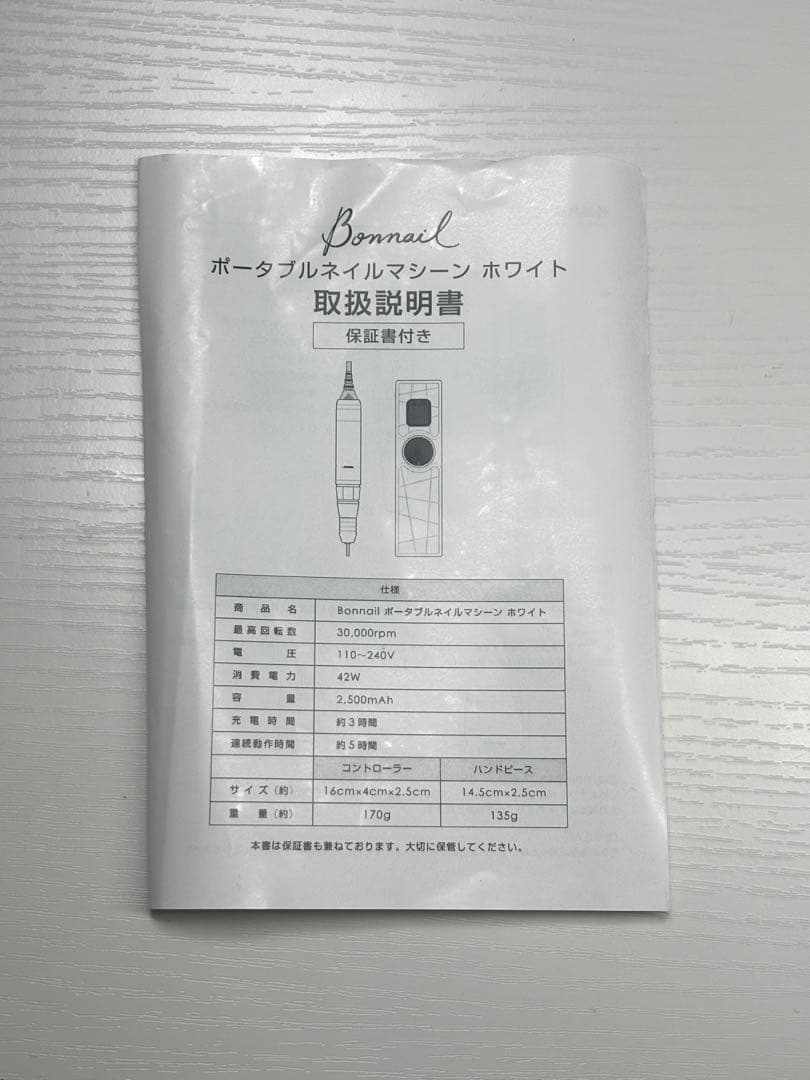 Bonnail
ポータブルネイルマシーン ホワイト
取扱説明書
保証書付き
仕様
商品名 Bonnail ポータブルネイルマシーン ホワイト
最高回転数 30,000rpm
電圧 110～240V
消費電力 42W
容量 2,500mAh
充電時間 約3時間
連続動作時間 約5時間
コントローラー ハンドピース
サイズ(約) 16cm×4cm×2.5cm 14.5cm×2.5cm
重量(約) 170g 135g
本書は保証書も兼ねております。大切に保管してください。